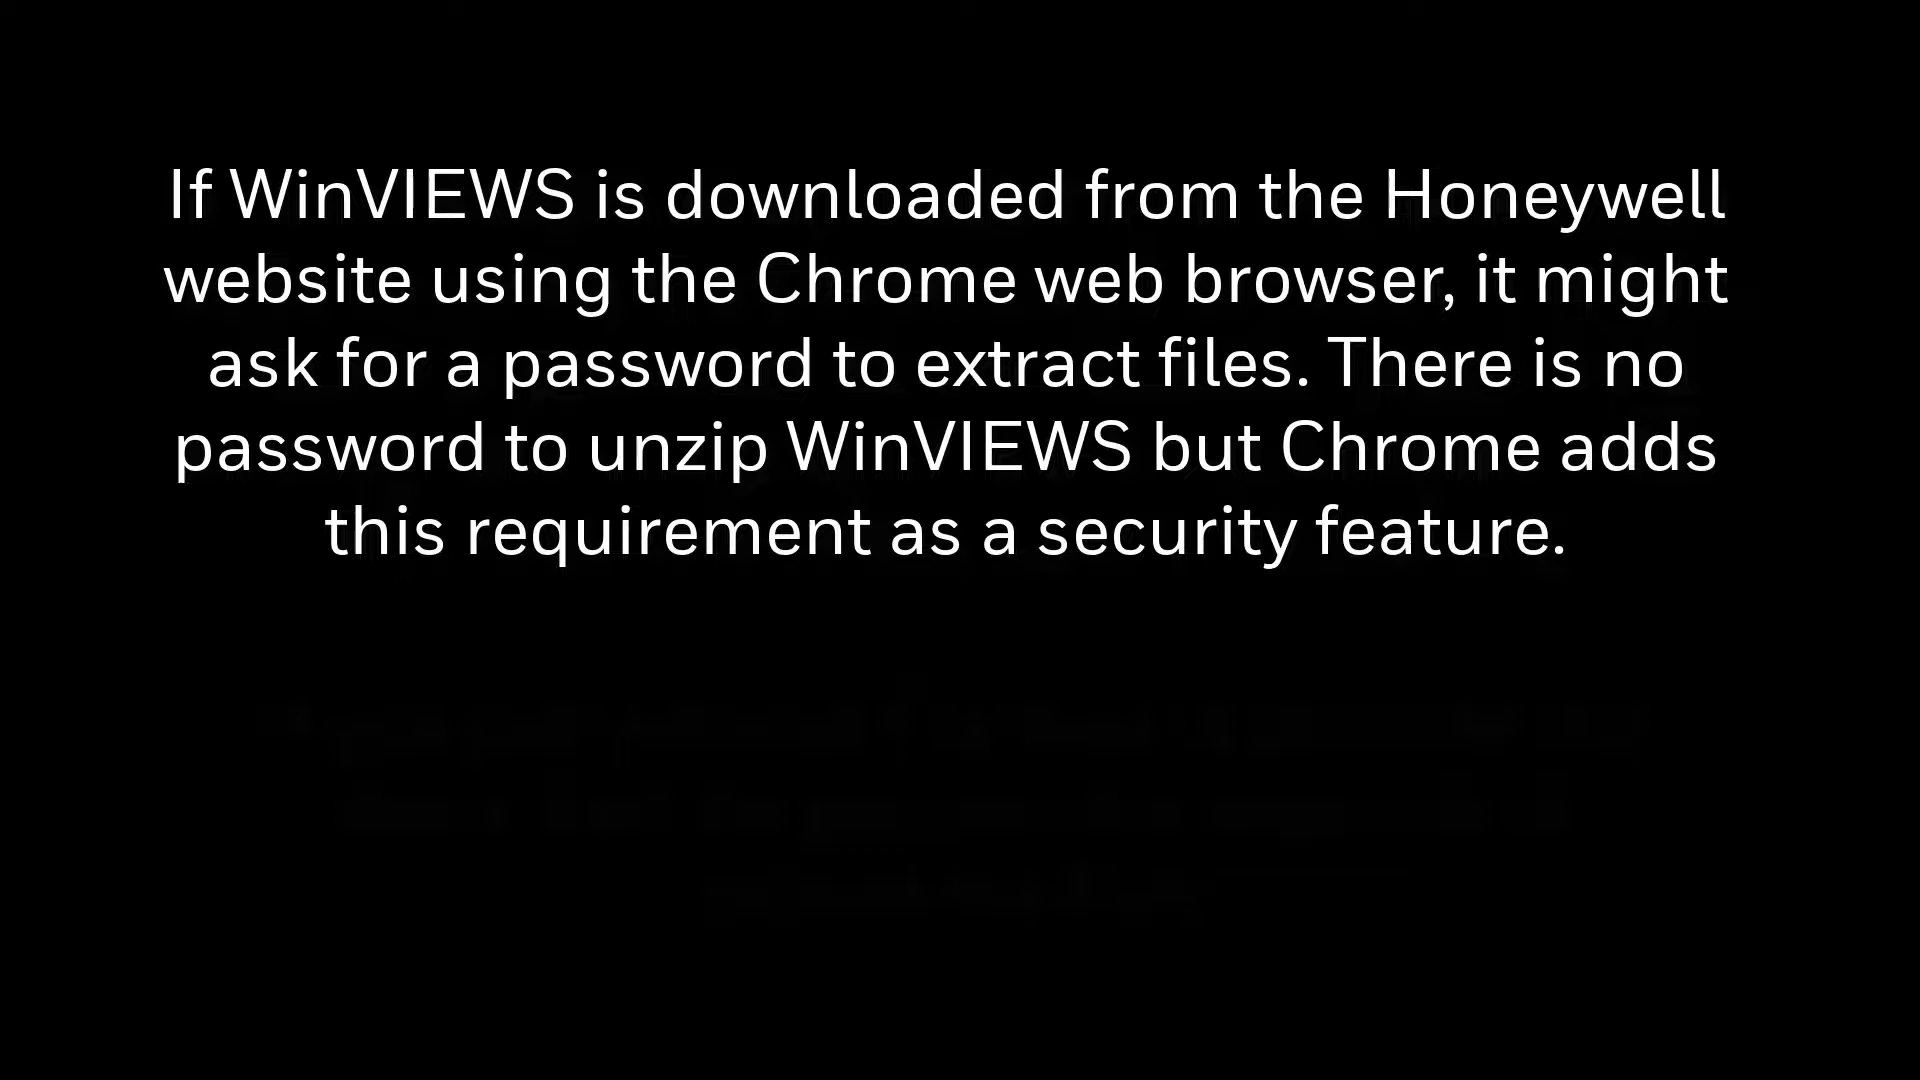 If WinVIEWS is downloaded from the Honeywell
website using the Chrome web browser, it might
ask for a password to extract files. There is no
password to unzip WinVIEWS but Chrome adds
this requirement as a security feature.